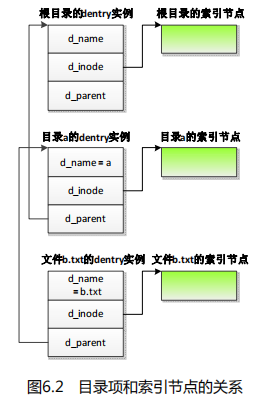 根目录的dentry实例 根目录的索引节点
d_name
d_inode
d_parent
目录a的dentry实例 目录a的索引节点
d_name = a
d_inode
d_parent
文件b.txt的dentry实例 文件b.txt的索引节点
d_name
= b.txt
d_inode
d_parent
图6.2 目录项和索引节点的关系